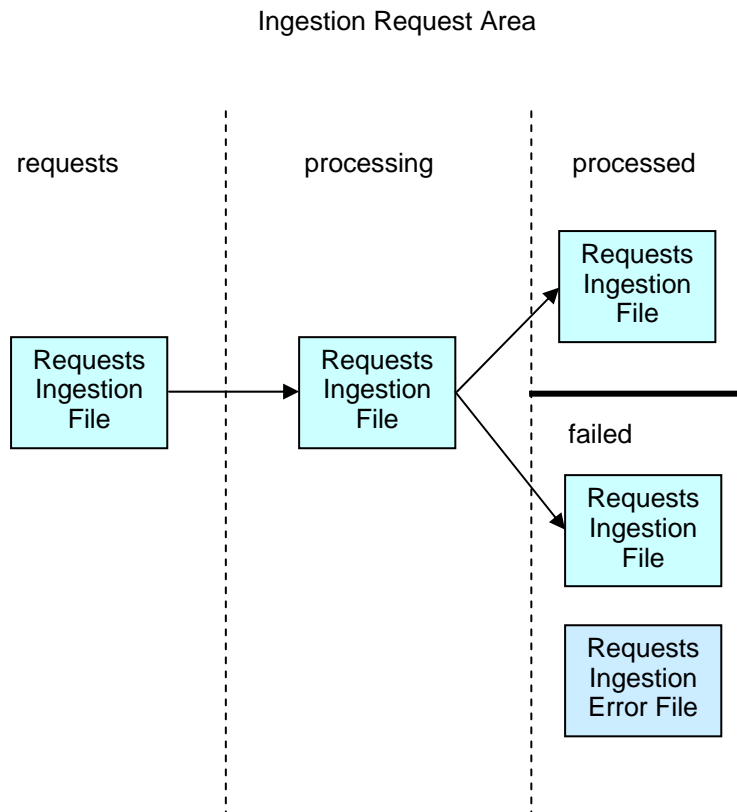 Ingestion Request Area
requests
processing
processed
Requests
Ingestion
File
Requests
Ingestion
File
Requests
Ingestion
File
failed
Requests
Ingestion
File
Requests
Ingestion
Error File